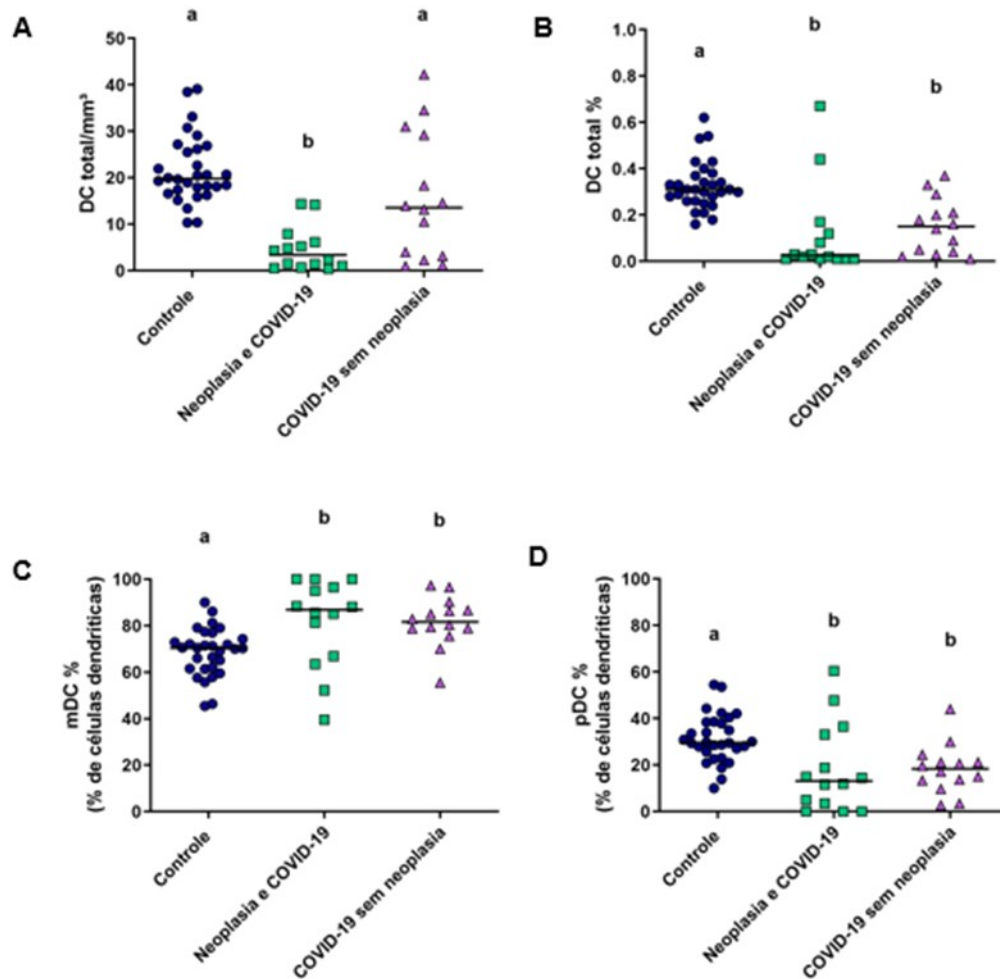 A
a
b
a
DC total/mm³
50
40
30
20
10
0
Controle
Neoplasia e COVID-19
COVID-19 sem neoplasia
B
a
b
b
DC total %
1.0
0.8
0.6
0.4
0.2
0.0
Controle
Neoplasia e COVID-19
COVID-19 sem neoplasia
C
a
b
b
mDC %
(% de células dendríticas)
100
80
60
40
20
0
Controle
Neoplasia e COVID-19
COVID-19 sem neoplasia
D
a
b
b
pDC %
(% de células dendríticas)
100
80
60
40
20
0
Controle
Neoplasia e COVID-19
COVID-19 sem neoplasia